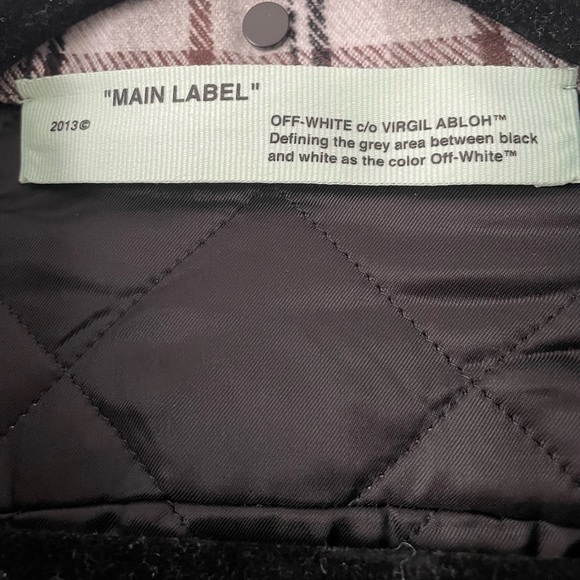 "MAIN LABEL"
2013©
OFF-WHITE c/o VIRGIL ABLOH™
Defining the grey area between black
and white as the color Off-White™